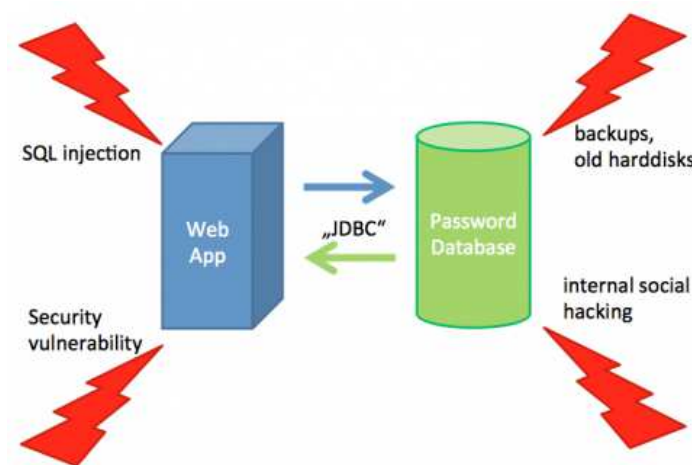 SQL injection
backups,
old harddisks
Web
App
„JDBC“
Password
Database
Security
vulnerability
internal social
hacking